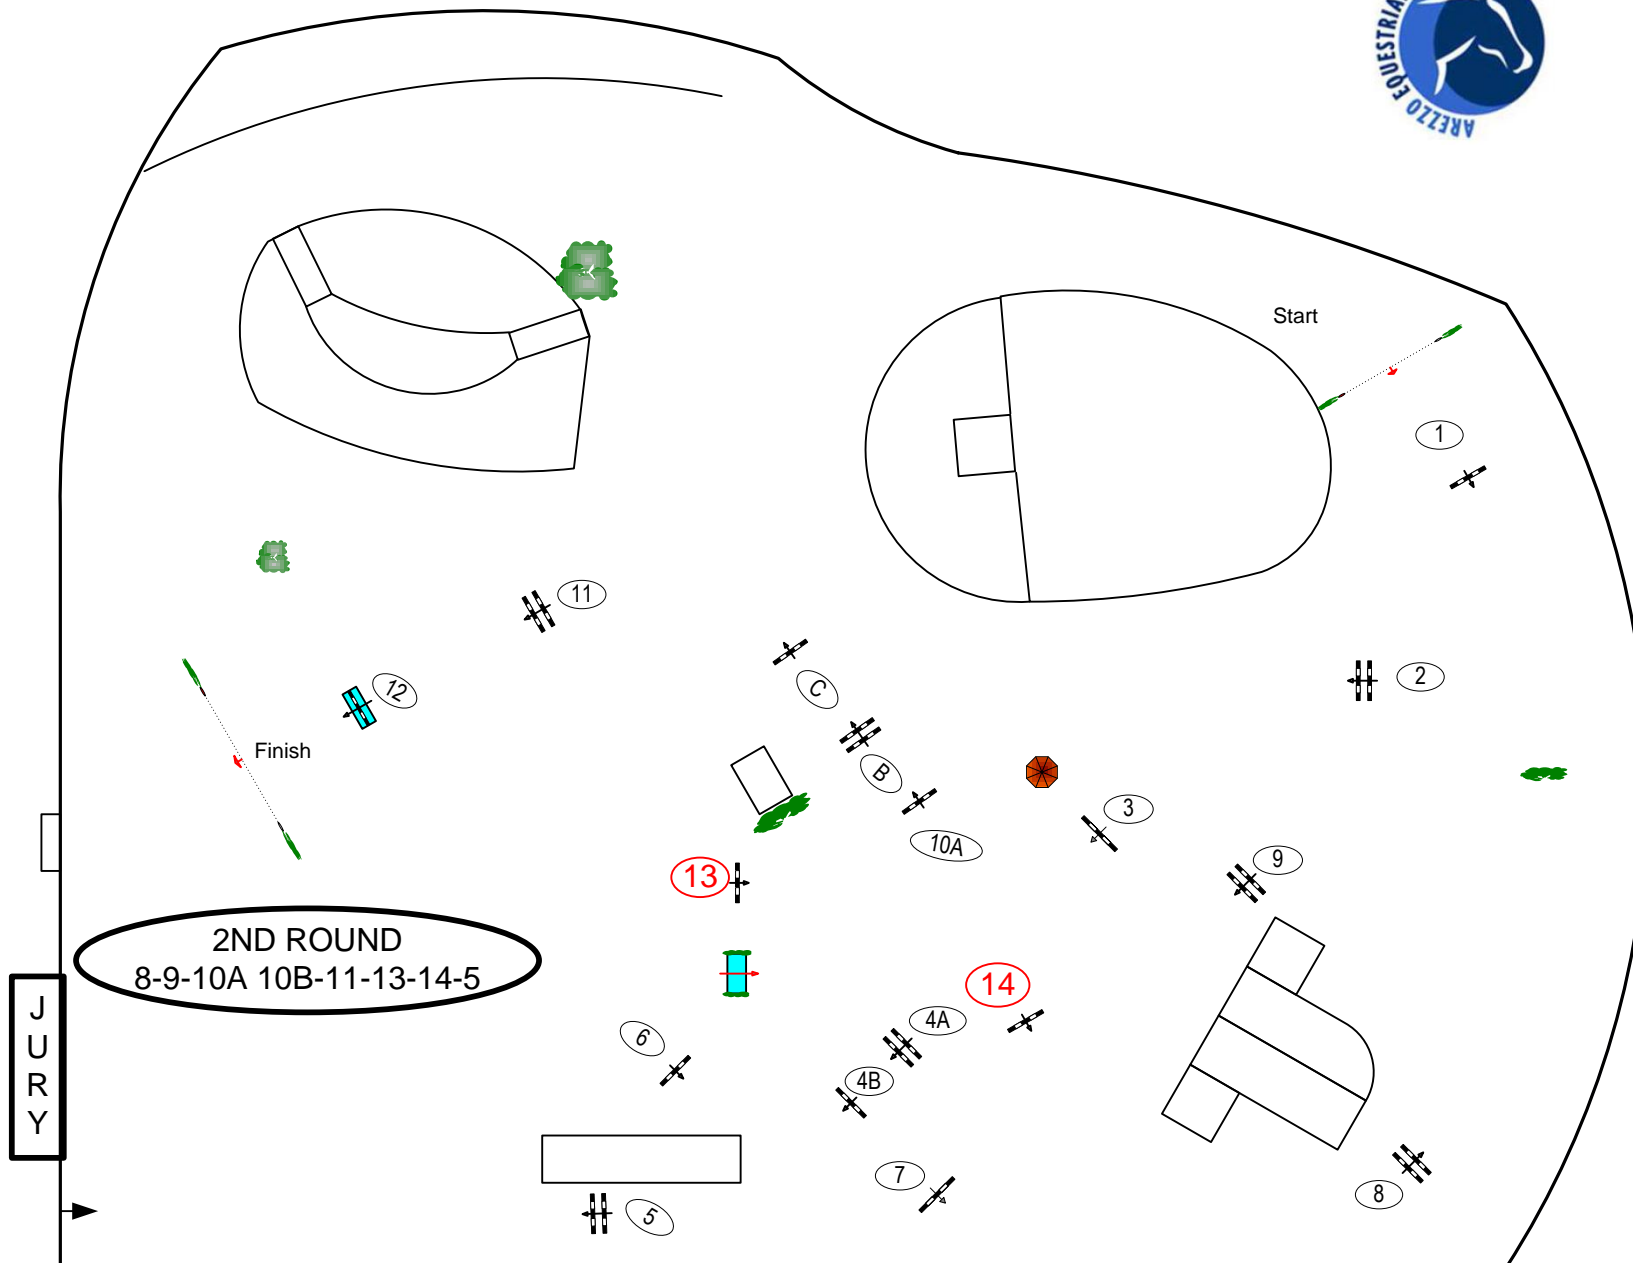 AREZZO EQUESTRIA
Start
1
11
2
12
C
Finish
B
3
10A
9
13
2ND ROUND
8-9-10A 10B-11-13-14-5
14
J
U
R
Y
4A
6
4B
7
8
5